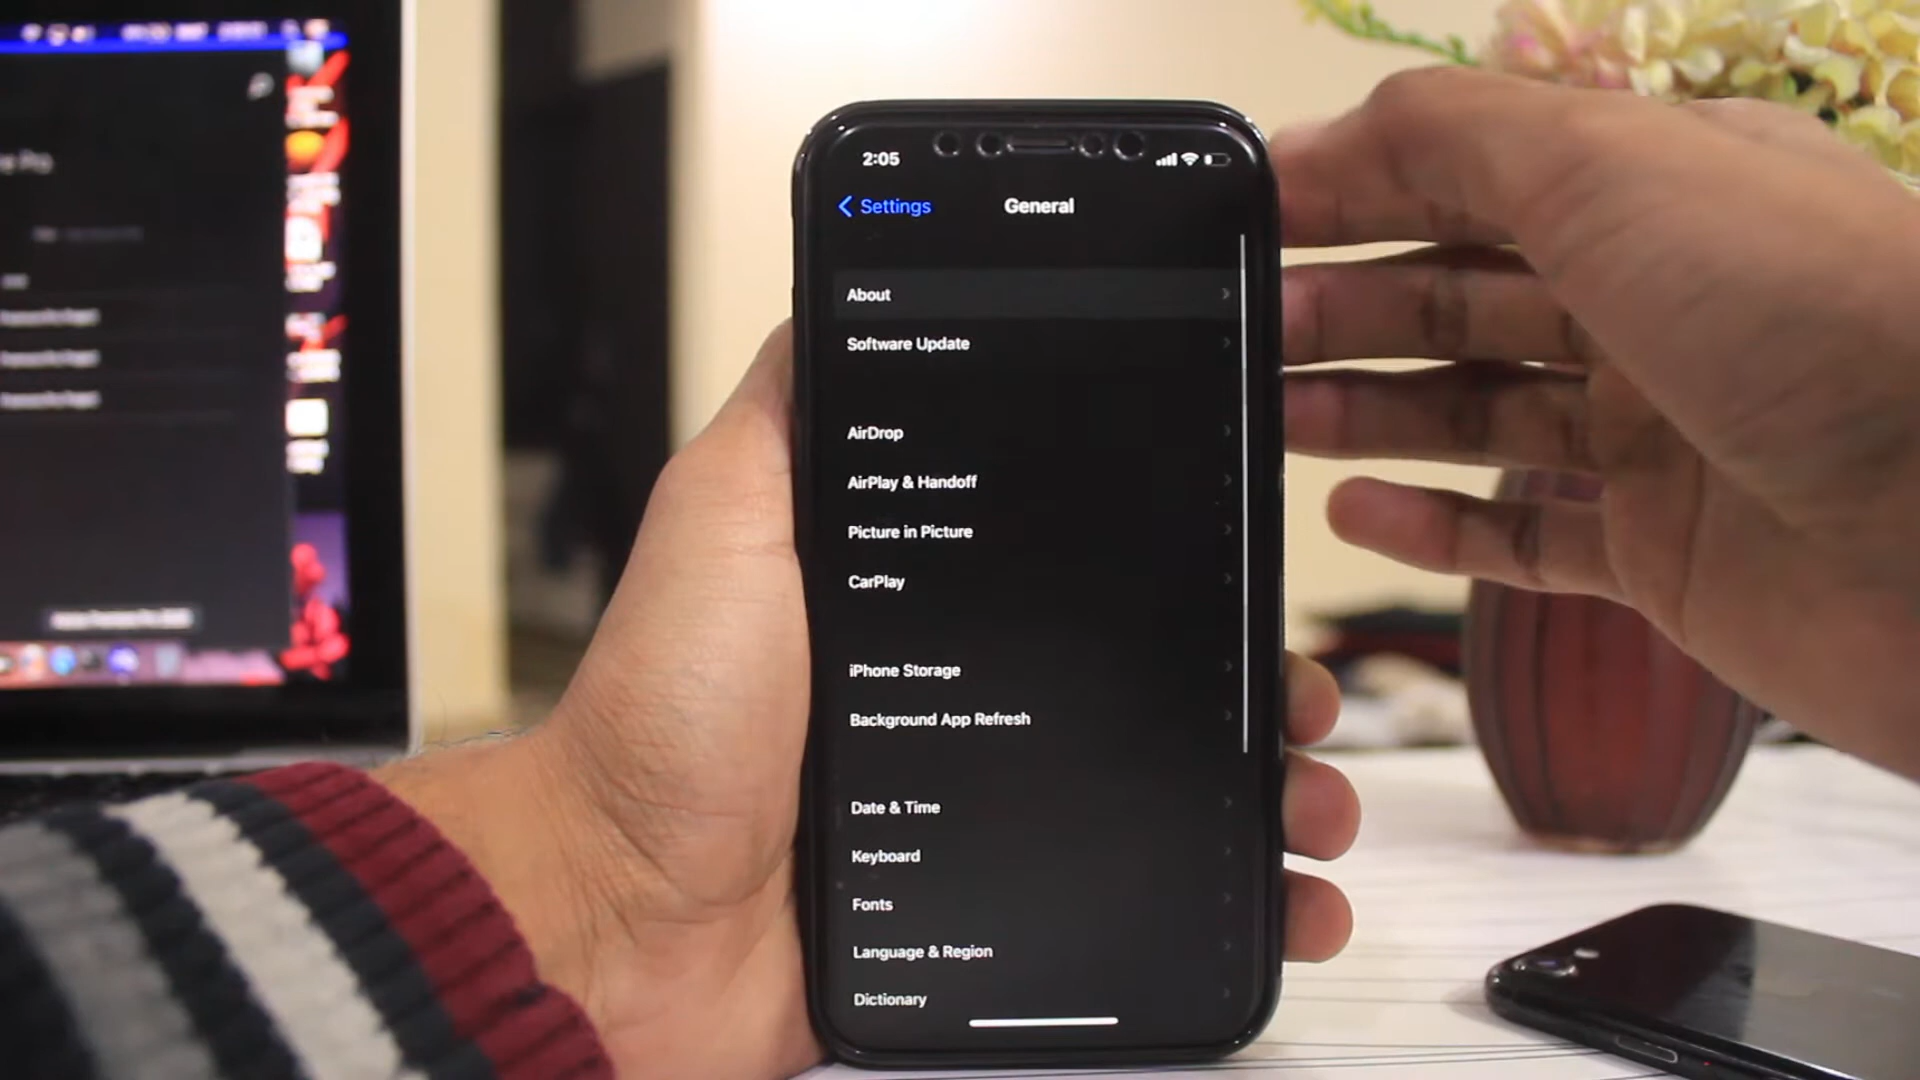 2:05
Settings
General
About
Software Update
AirDrop
AirPlay & Handoff
Picture in Picture
CarPlay
iPhone Storage
Background App Refresh
Date & Time
Keyboard
Fonts
Language & Region
Dictionary